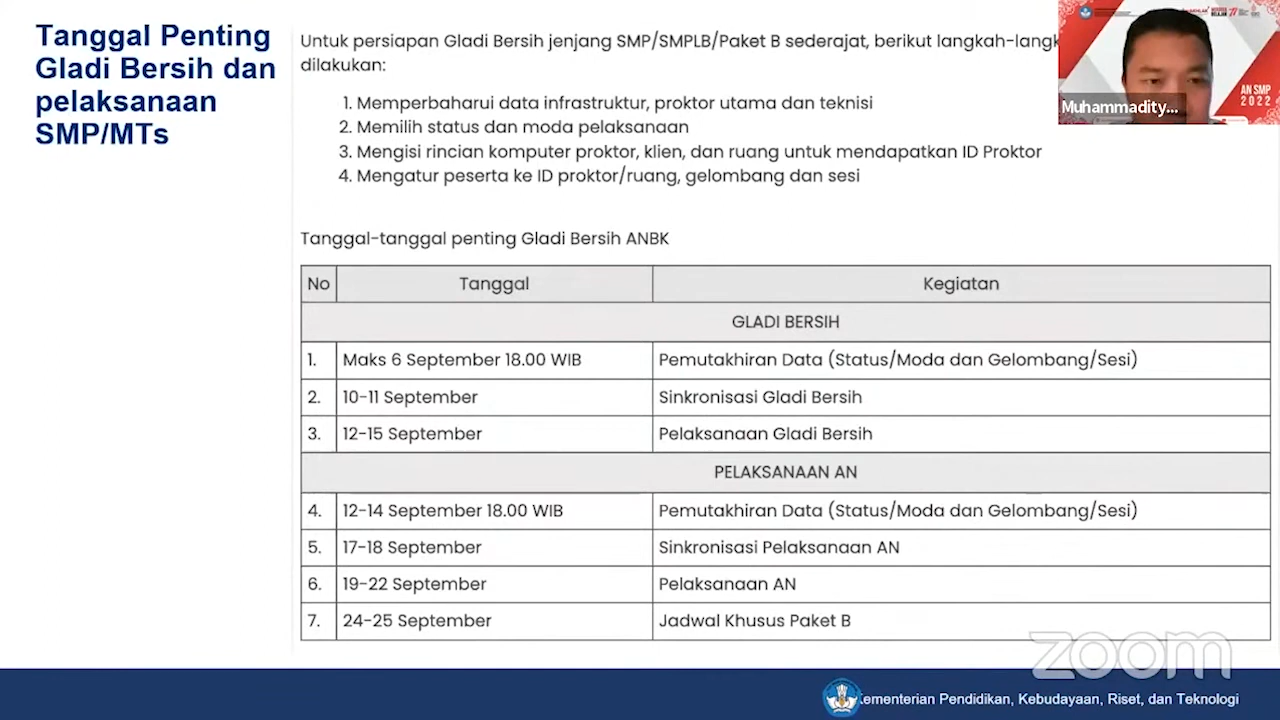 Tanggal Penting
Gladi Bersih dan
pelaksanaan
SMP/MTs
Untuk persiapan Gladi Bersih jenjang SMP/SMPLB/Paket B sederajat, berikut
dilakukan:
1. Memperbaharui data infrastruktur, proktor utama dan teknisi
2. Memilih status dan moda pelaksanaan
3. Mengisi rincian komputer proktor, klien, dan ruang untuk mendapatkan ID Proktor
4. Mengatur peserta ke ID proktor/ruang, gelombang dan sesi
Tanggal-tanggal penting Gladi Bersih ANBK
No Tanggal Kegiatan
GLADI BERSIH
1. Maks 6 September 18.00 WIB Pemutakhiran Data (Status/Moda dan Gelombang/Sesi)
2. 10-11 September Sinkronisasi Gladi Bersih
3. 12-15 September Pelaksanaan Gladi Bersih
PELAKSANAAN AN
4. 12-14 September 18.00 WIB Pemutakhiran Data (Status/Moda dan Gelombang/Sesi)
5. 17-18 September Sinkronisasi Pelaksanaan AN
6. 19-22 September Pelaksanaan AN
7. 24-25 September Jadwal Khusus Paket B
AN SMP
2022
Muhammadity...
zoom
Kementerian Pendidikan, Kebudayaan, Riset, dan Teknologi